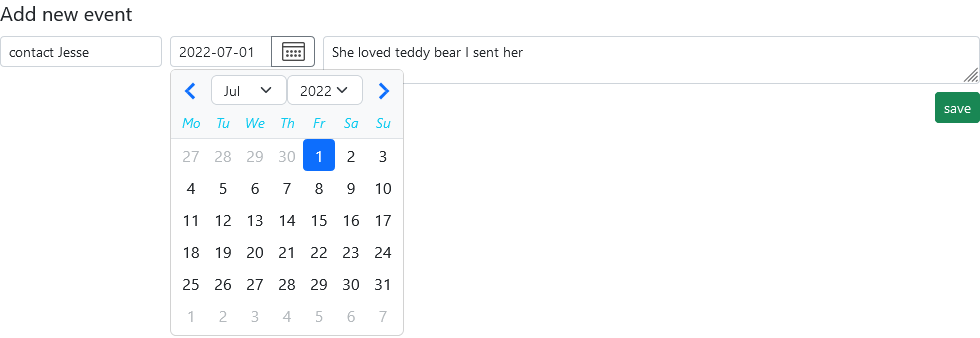 Add new event
contact Jesse 2022-07-01 She loved teddy bear I sent her
Jul 2022
save
Mo Tu We Th Fr Sa Su
27 28 29 30 1 2 3
4 5 6 7 8 9 10
11 12 13 14 15 16 17
18 19 20 21 22 23 24
25 26 27 28 29 30 31
1 2 3 4 5 6 7